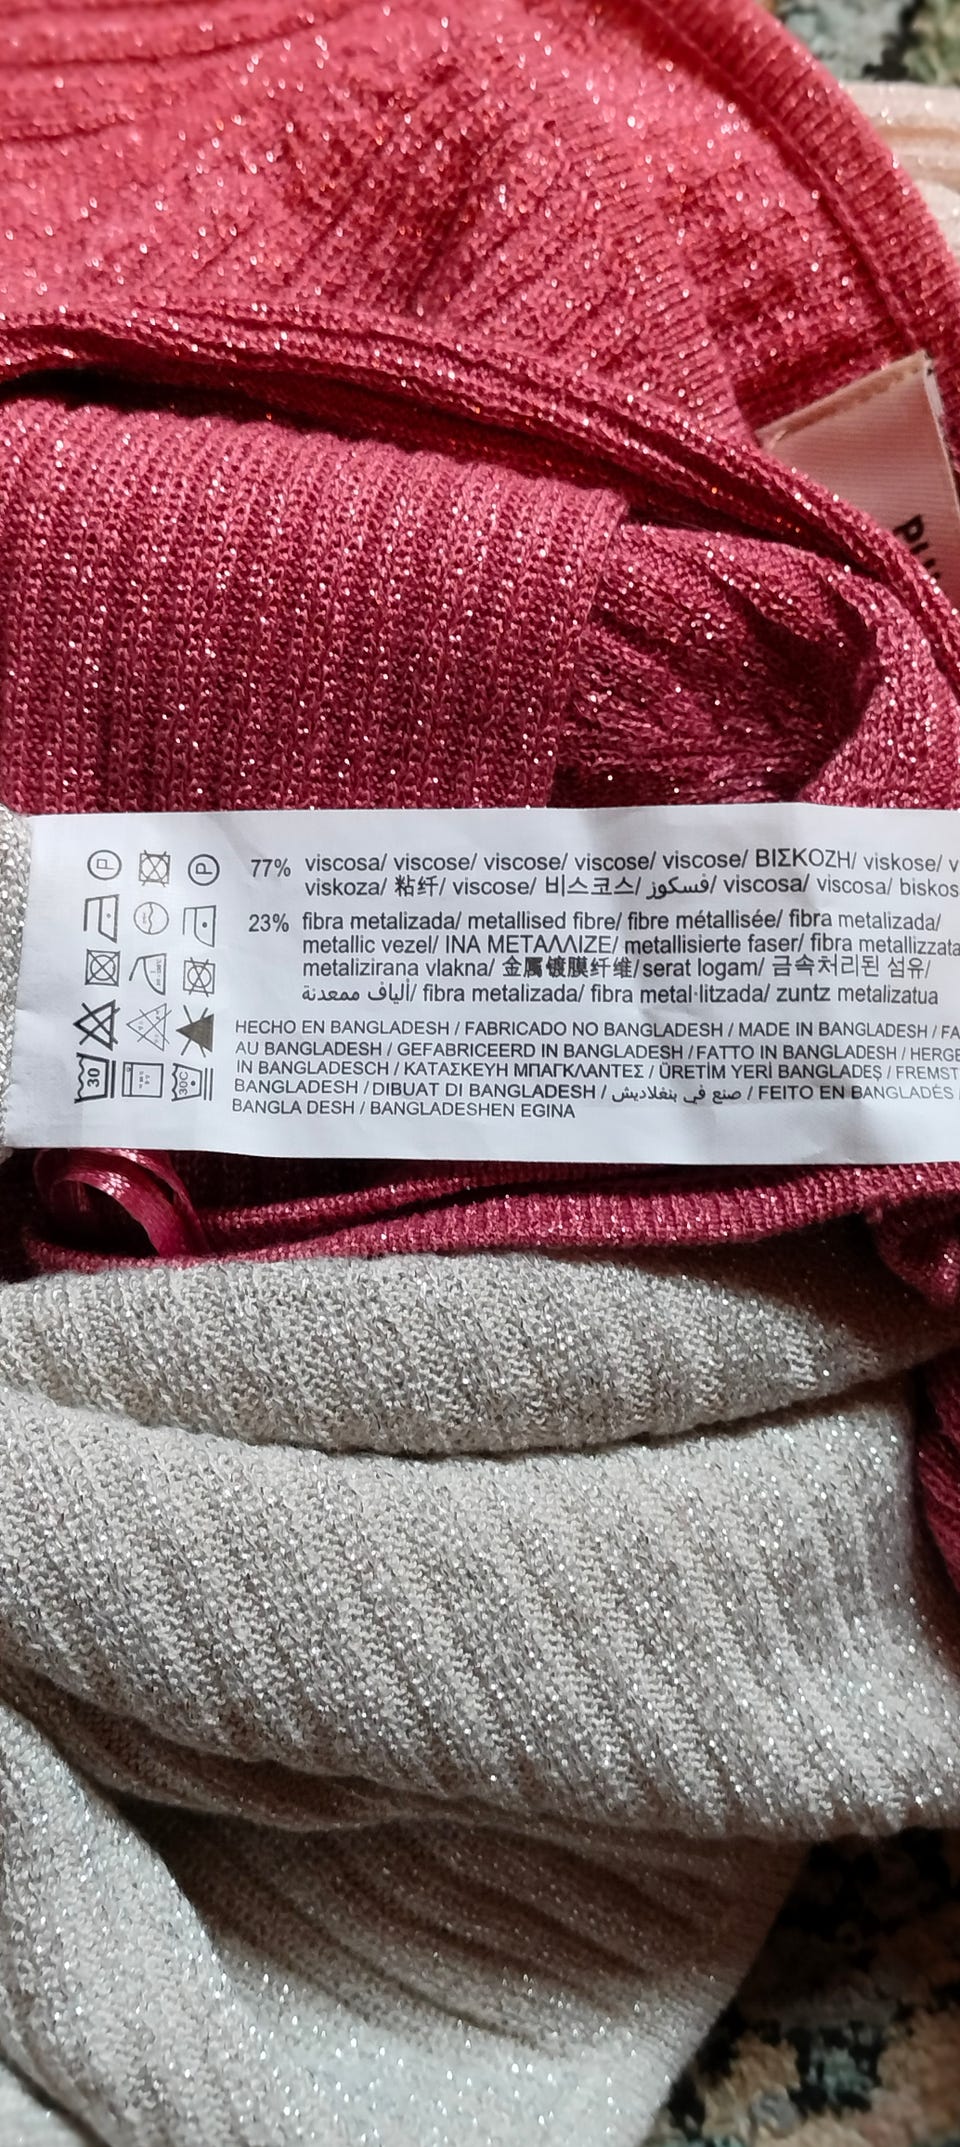 77% viscosa/ viscose/ viscose/ viscose/ viscose/ ΒΙΣΚΟΖΗ/ viskose/
viskoza/ 粘纤/ viscose/ 비스코스/ فسكوز/ viscosa/ viscosa/
23% fibra metalizada/ metallised fibre/ fibre métallisée/ fibra metalizada/
metallic vezel/ ΙΝΑ ΜΕΤΑΛΛΙΖΕ/ metallisierte faser/ fibra metallizzata
metalizirana vlakna/ 金属镀膜纤维/ serat logam/ 금속처리된 섬유/
ألياف ممعدنة/ fibra metalizada/ fibra metal·litzada/ zuntz metalizatua
HECHO EN BANGLADESH / FABRICADO NO BANGLADESH / MADE IN BANGLADESH /
AU BANGLADESH / GEFABRICEERD IN BANGLADESH / FATTO IN BANGLADESH /
IN BANGLADESCH / ΚΑΤΑΣΚΕΥΗ ΜΠΑΓΚΛΑΝΤΕΣ / ÜRETİM YERİ BANGLADEŞ /
BANGLADESH / DIBUAT DI BANGLADESH / صنع في بنغلاديش / FEITO EN BANGLADÉS /
BANGLA DESH / BANGLADESHEN EGINA
P
P
30
30C